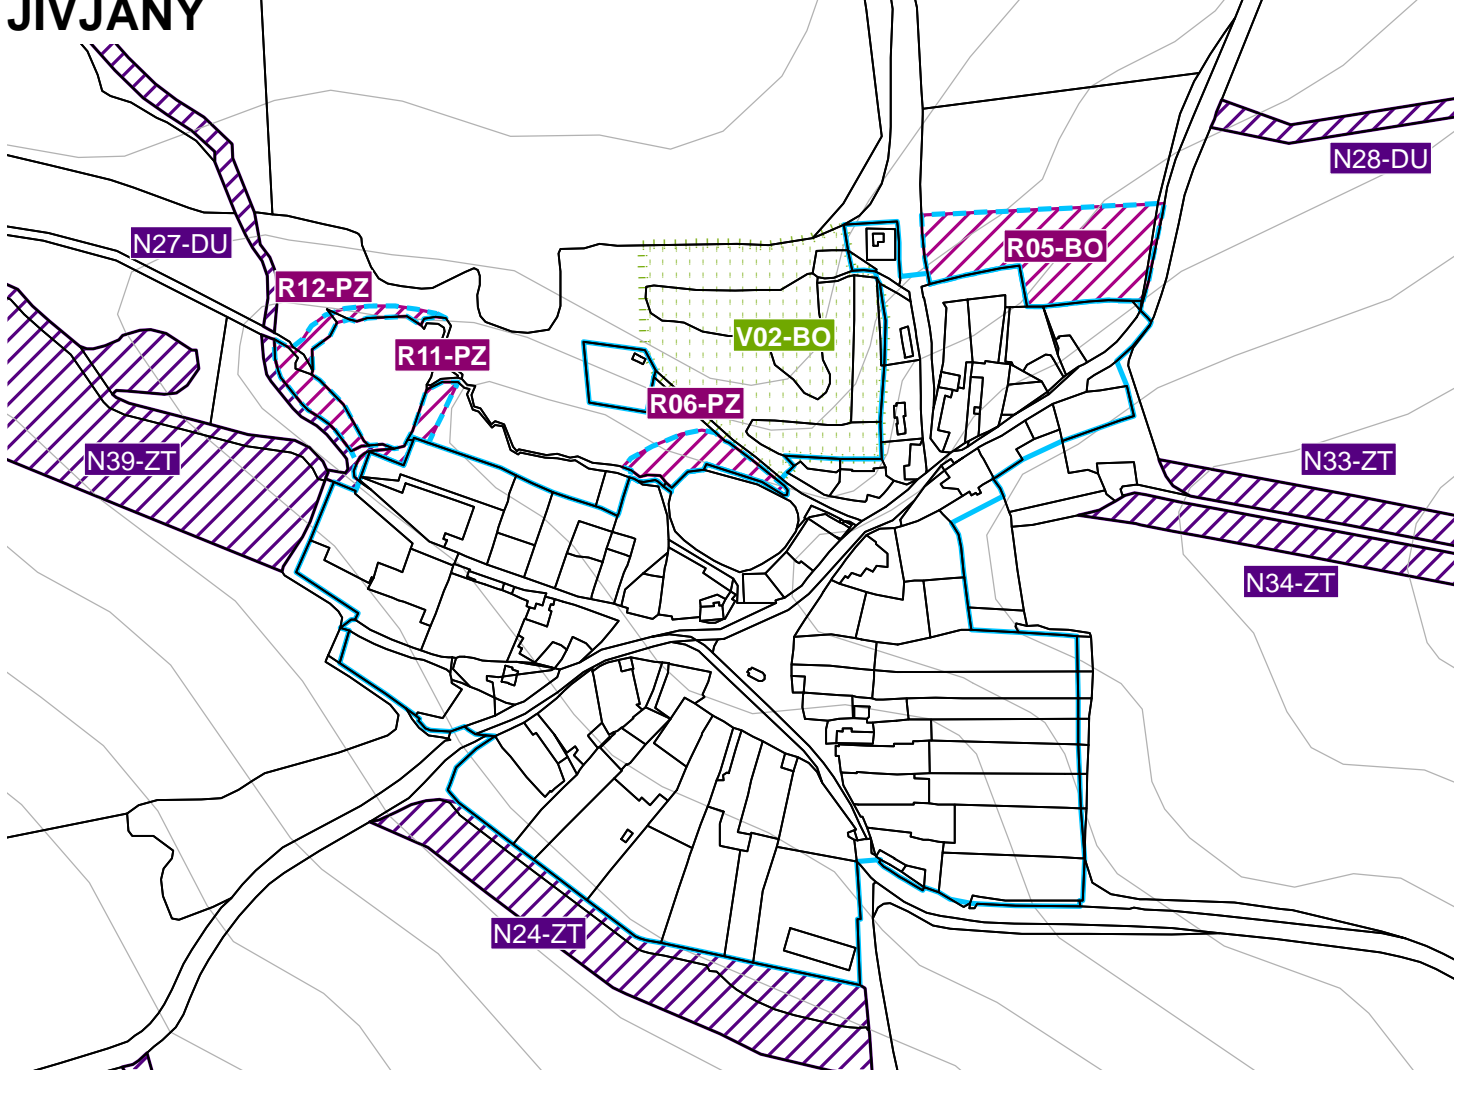 JIVJANY
N28-DU
N27-DU
R05-BO
R12-PZ
V02-BO
R11-PZ
R06-PZ
N39-ZT
N33-ZT
N34-ZT
N24-ZT